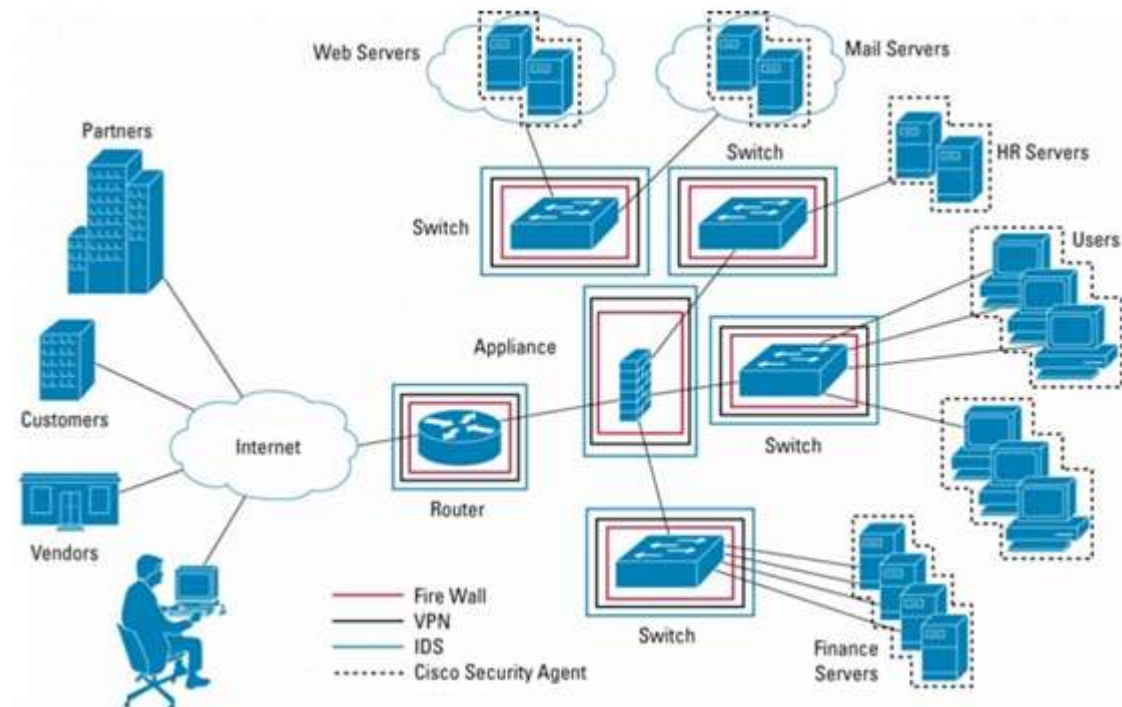 Web Servers
Mail Servers
Partners
Switch
HR Servers
Switch
Users
Appliance
Customers
Internet
Switch
Router
Vendors
Fire Wall
VPN
IDS
Cisco Security Agent
Switch
Finance
Servers